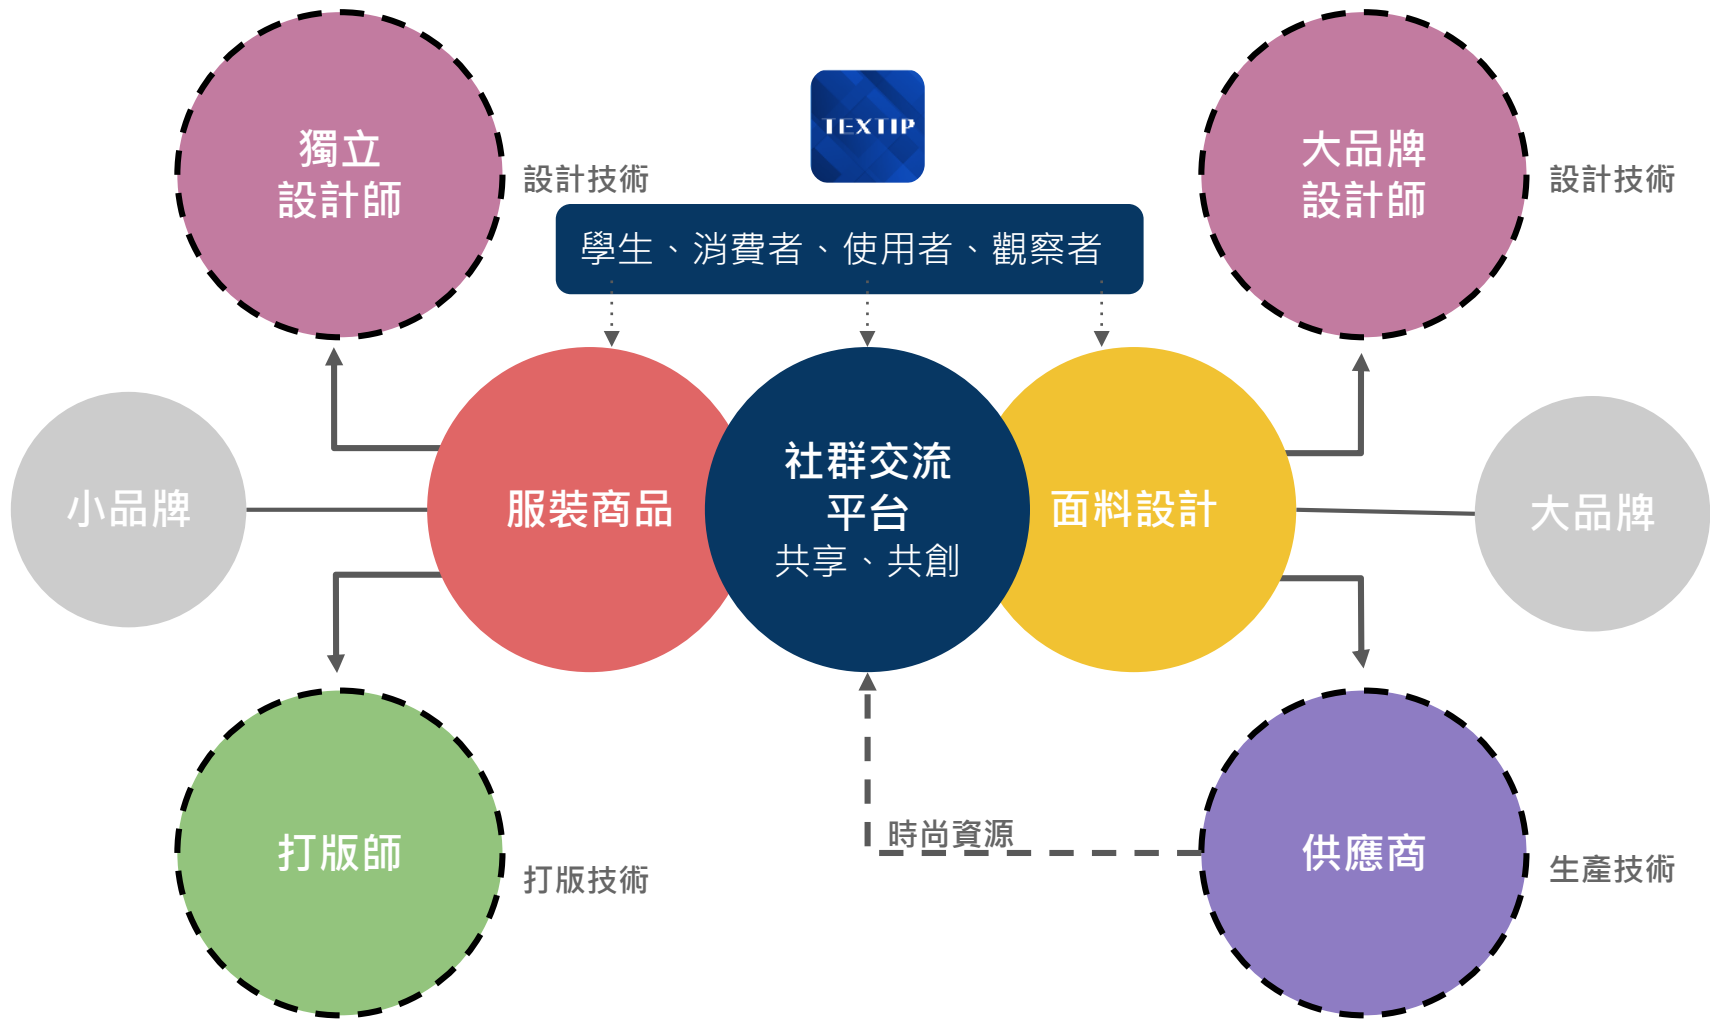 TEXTIP
獨立
設計師
設計技術
學生、消費者、使用者、觀察者
大品牌
設計師
設計技術
小品牌
服裝商品
社群交流
平台
共享、共創
面料設計
大品牌
打版師
打版技術
時尚資源
供應商
生產技術